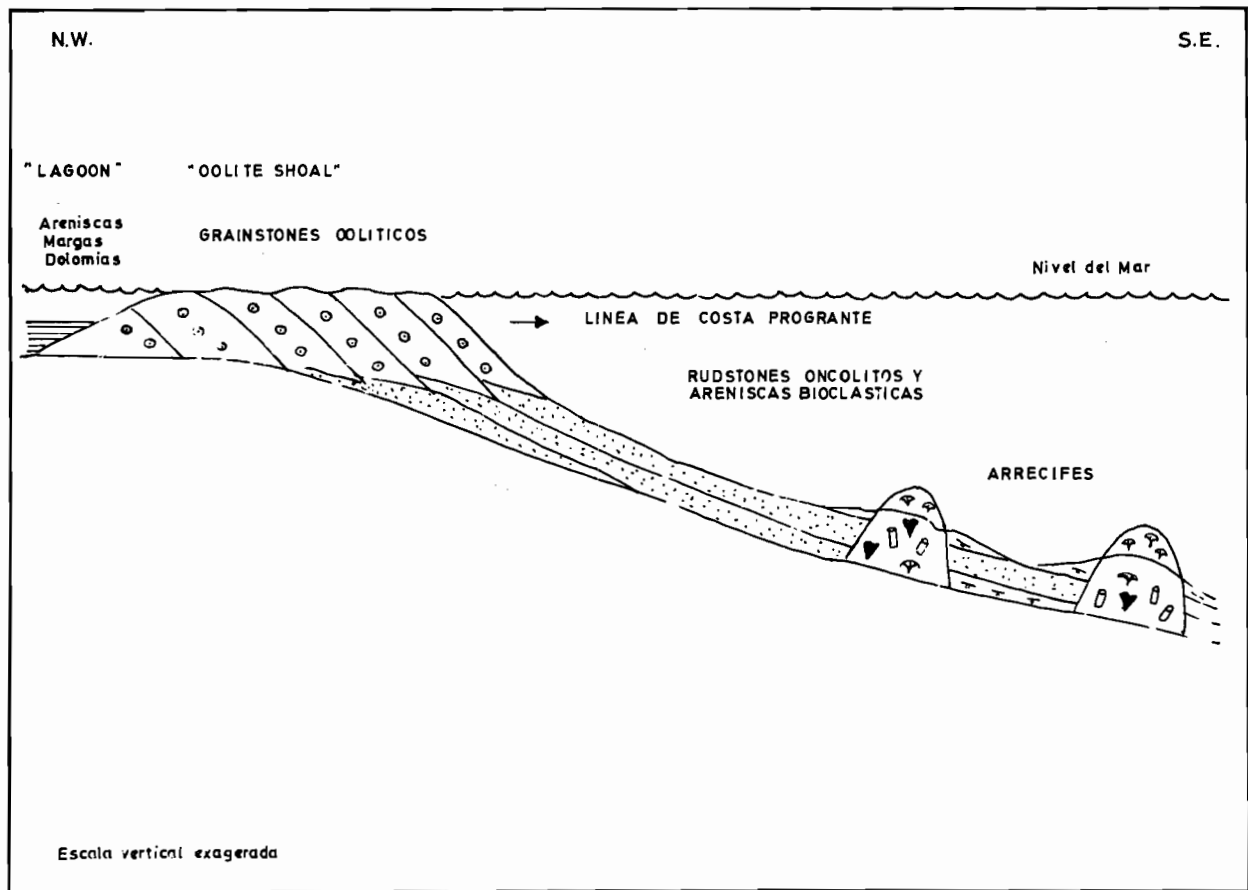 N.W.
S.E.
"LAGOON"
"OOLITE SHOAL"
Areniscas
Margas
Dolomias
GRAINSTONES OOLITICOS
Nivel del Mar
LINEA DE COSTA PROGRANTE
RUDSTONES ONCOLITOS Y
ARENISCAS BIOCLASTICAS
ARRECIFES
Escala vertical exagerada